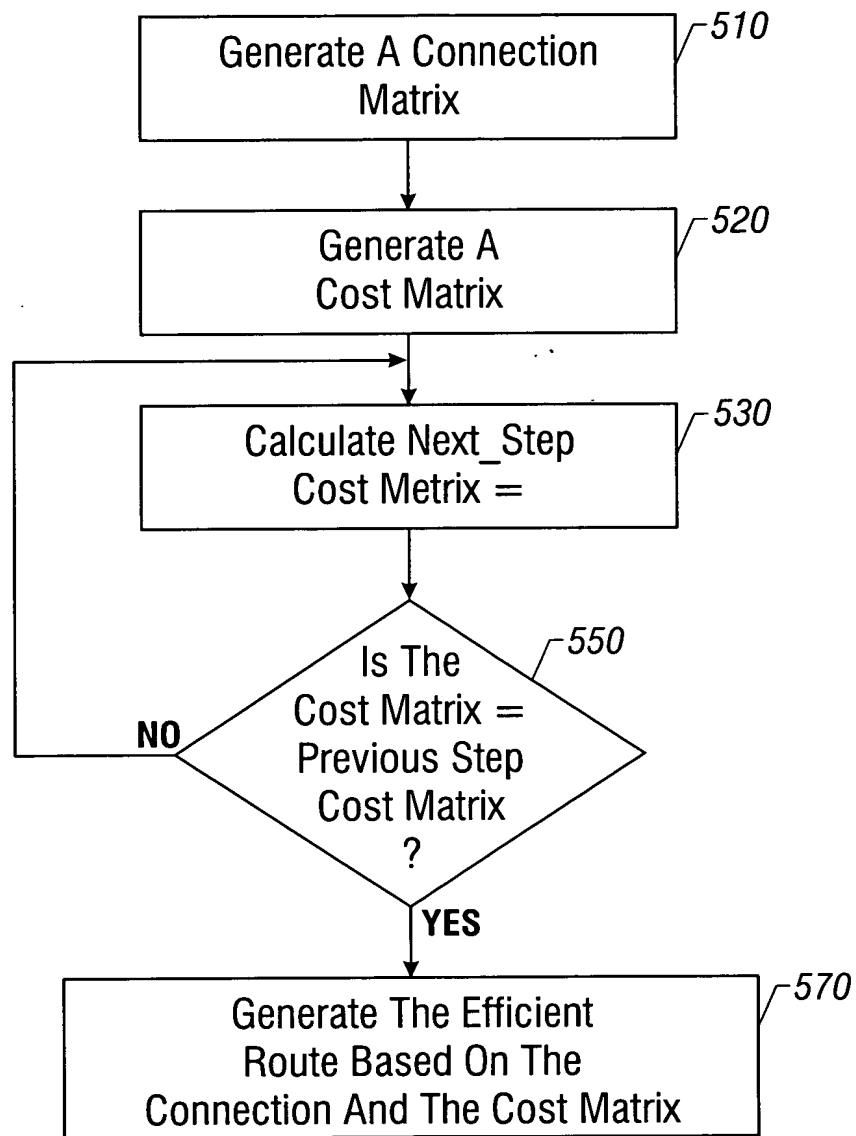 Generate A Connection
Matrix
510
Generate A
Cost Matrix
520
Calculate Next_Step
Cost Metrix =
530
Is The
Cost Matrix =
Previous Step
Cost Matrix
?
550
NO
YES
Generate The Efficient
Route Based On The
Connection And The Cost Matrix
570